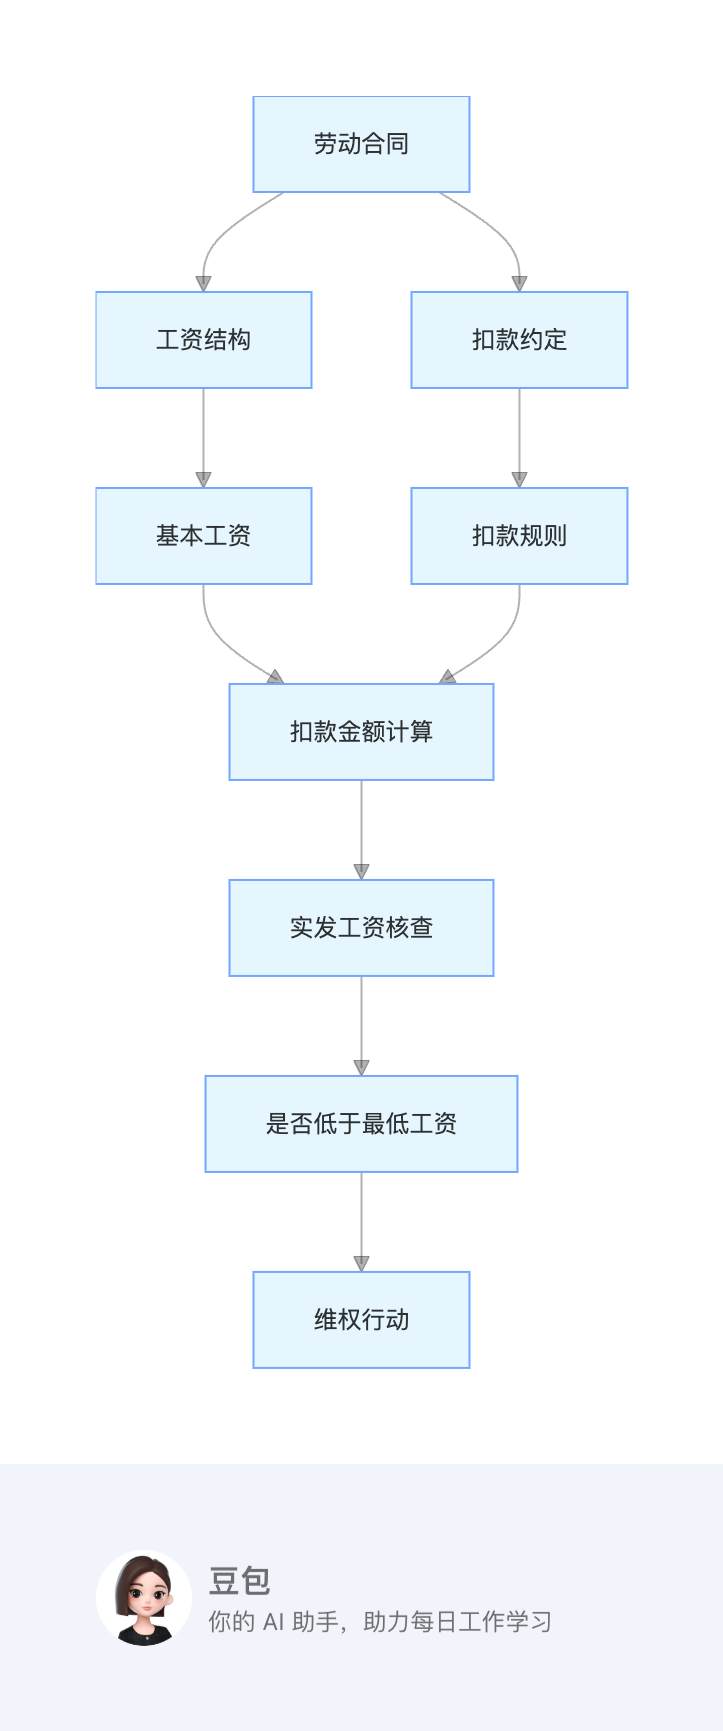 劳动合同
工资结构
扣款约定
基本工资
扣款规则
扣款金额计算
实发工资核查
是否低于最低工资
维权行动
豆包
你的 AI 助手，助力每日工作学习